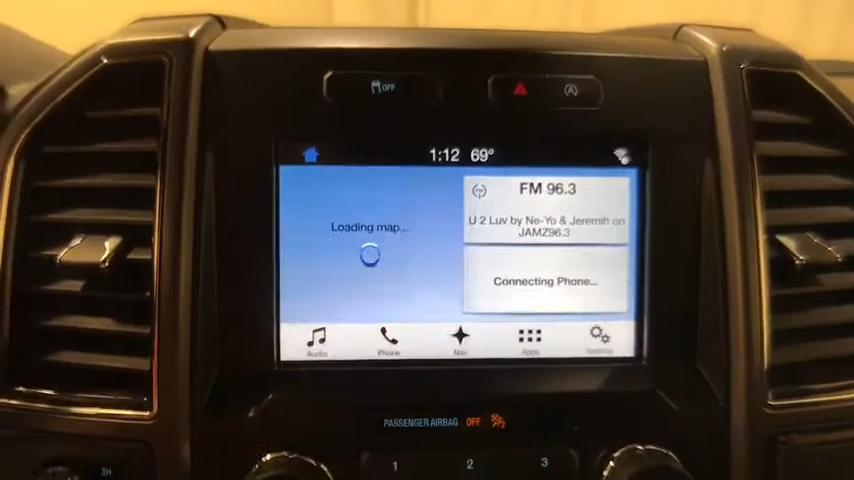 OFF
1:12 69°
FM 96.3
U 2 Luv by Ne-Yo & Jeremih on
JAMZ96.3
Loading map...
Connecting Phone...
Audio Phone Nav Apps Settings
PASSENGER AIRBAG OFF
1 2 3